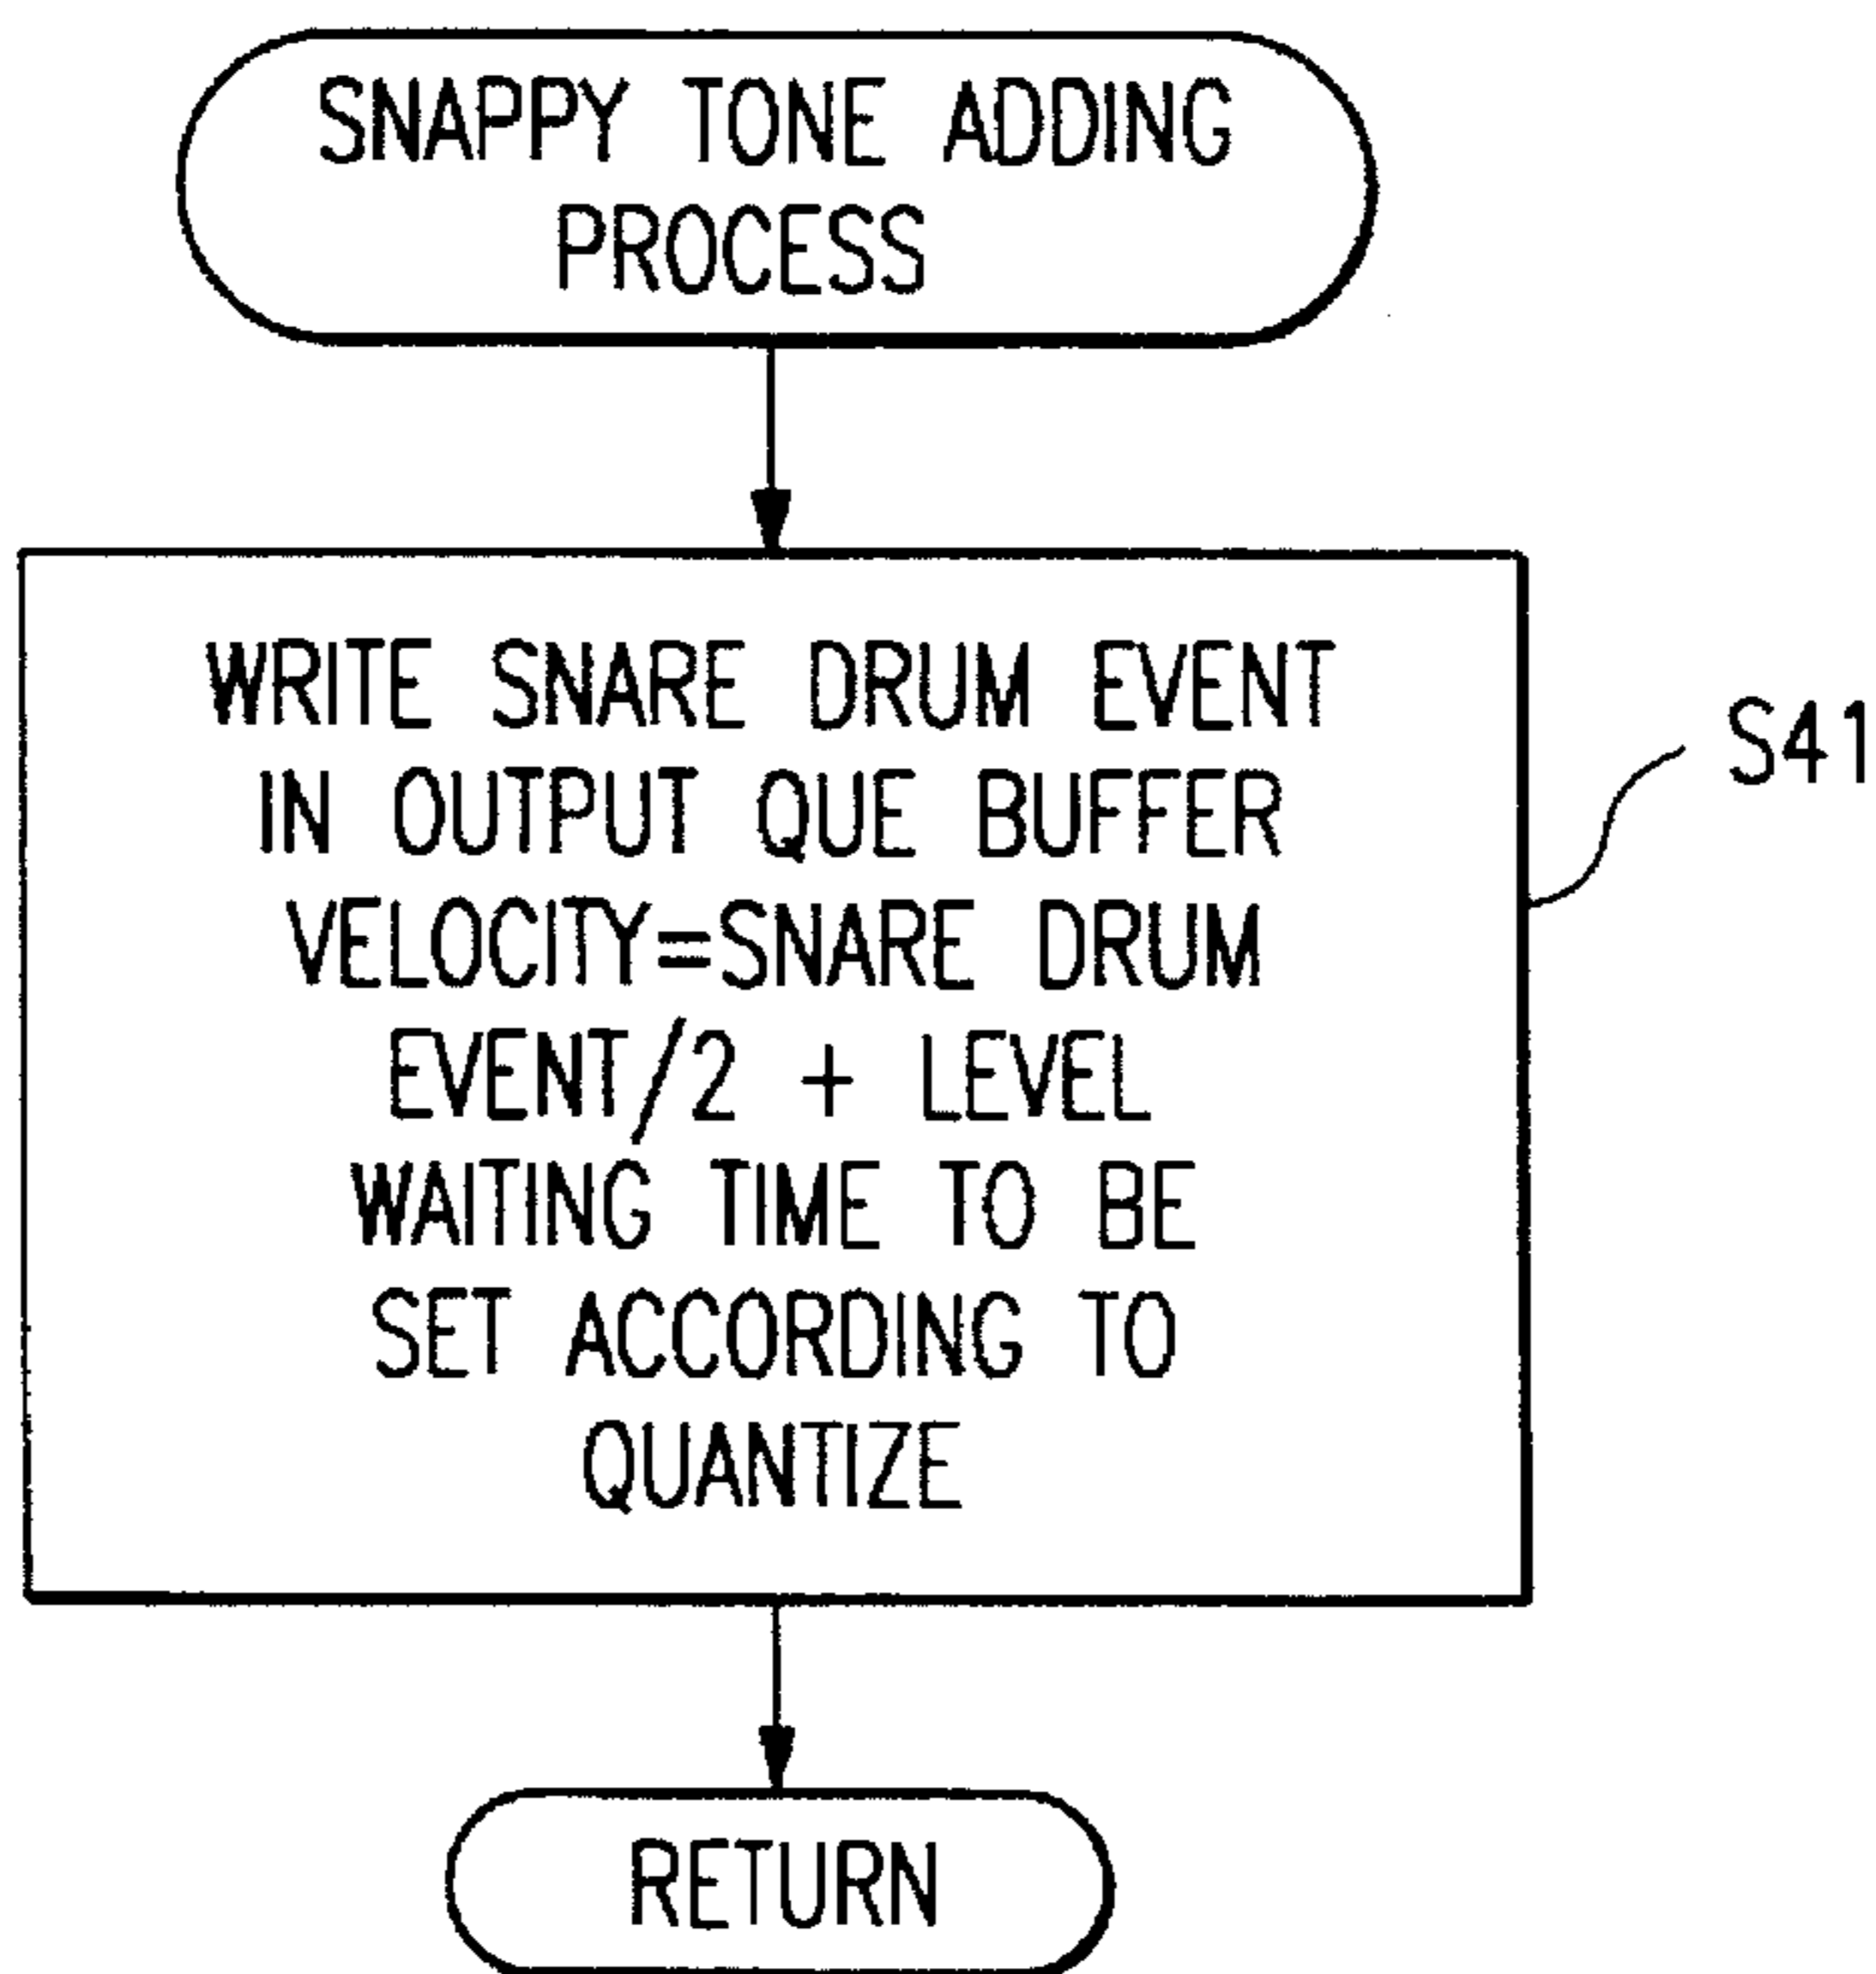 SNAPPY TONE ADDING
PROCESS
WRITE SNARE DRUM EVENT
IN OUTPUT QUE BUFFER
VELOCITY=SNARE DRUM
EVENT/2 + LEVEL
WAITING TIME TO BE
SET ACCORDING TO
QUANTIZE
S41
RETURN